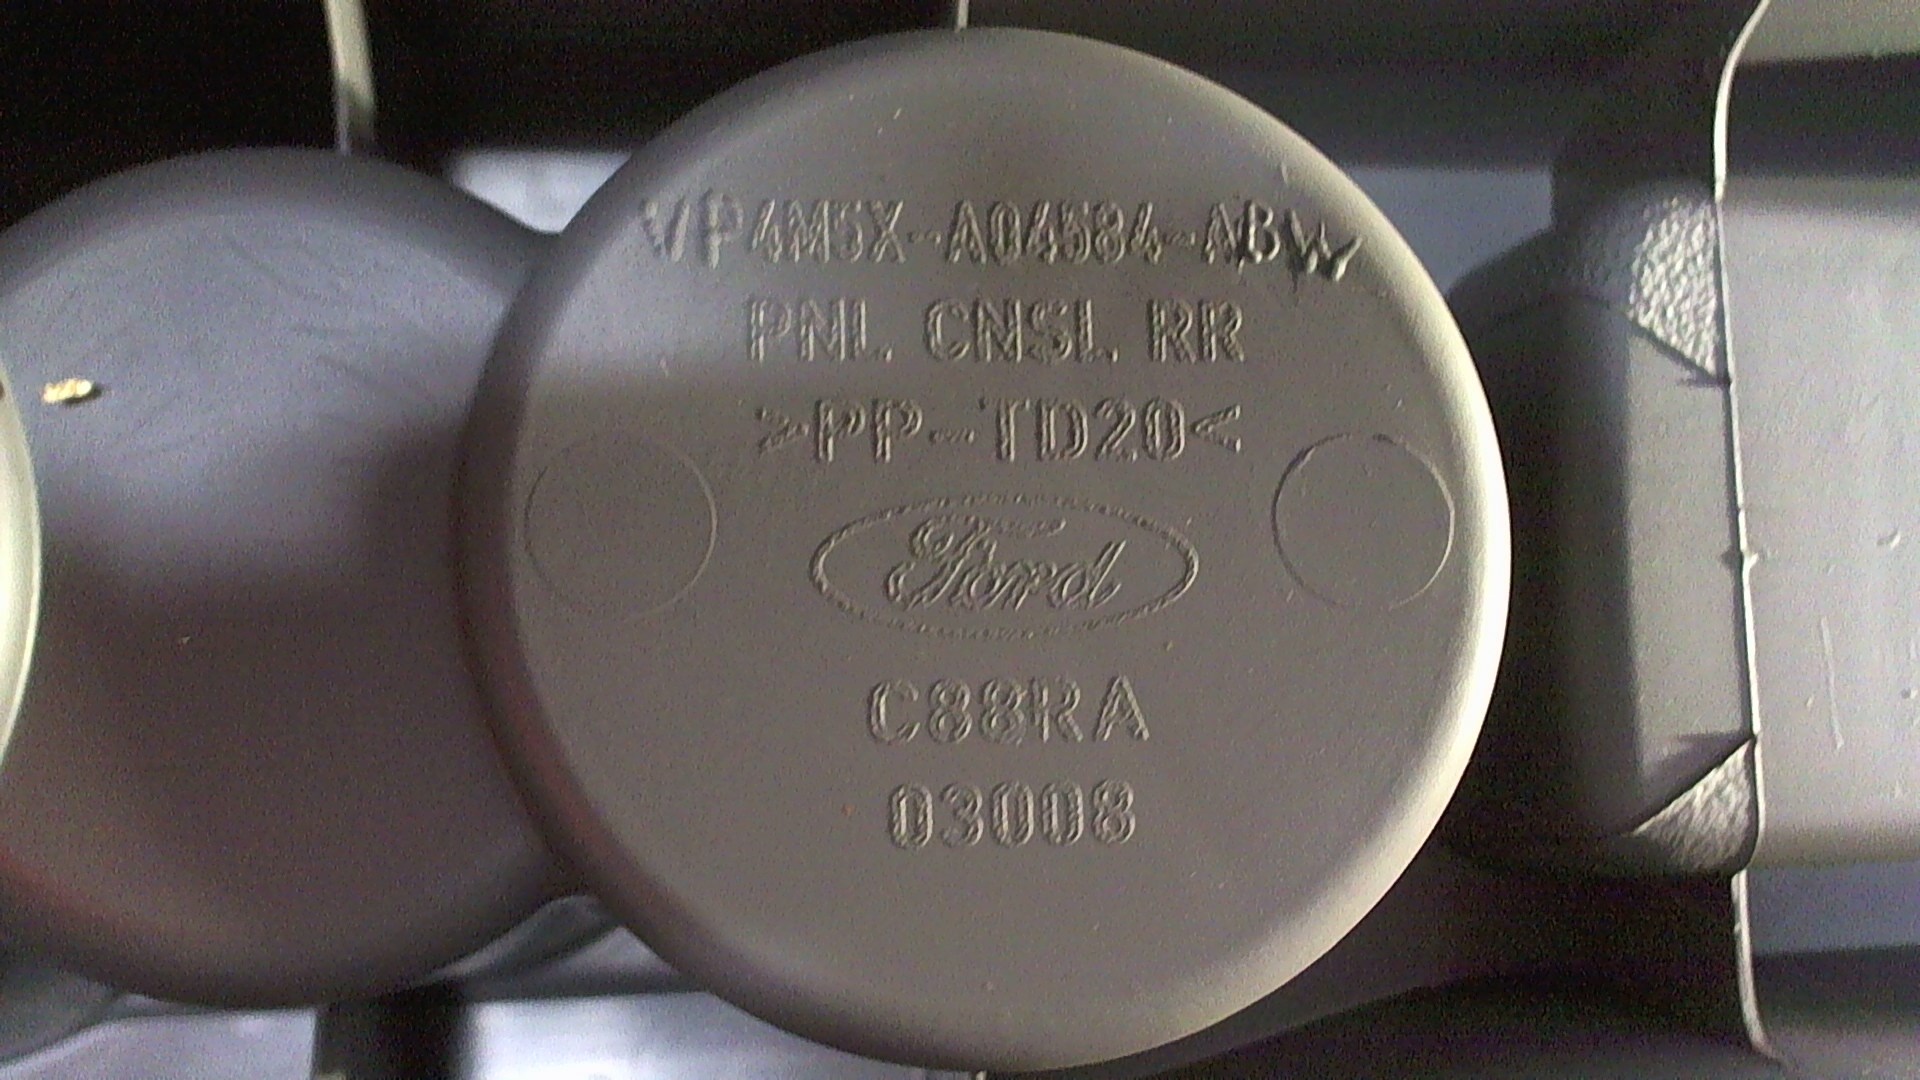 VP4M5X-A04584-ABW
PNL CNSL RR
>PP-TD20<
Ford
C88RA
03008